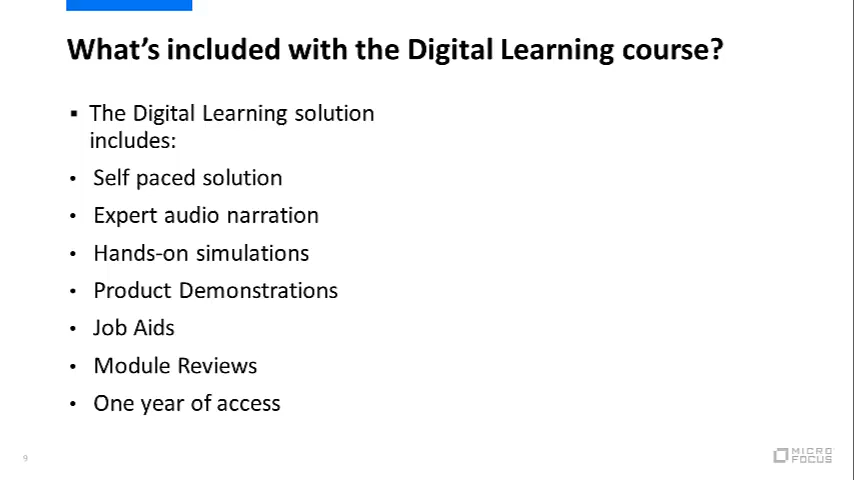 What's included with the Digital Learning course?
▪ The Digital Learning solution
includes:
• Self paced solution
• Expert audio narration
• Hands-on simulations
• Product Demonstrations
• Job Aids
• Module Reviews
• One year of access
9
MICRO
FOCUS